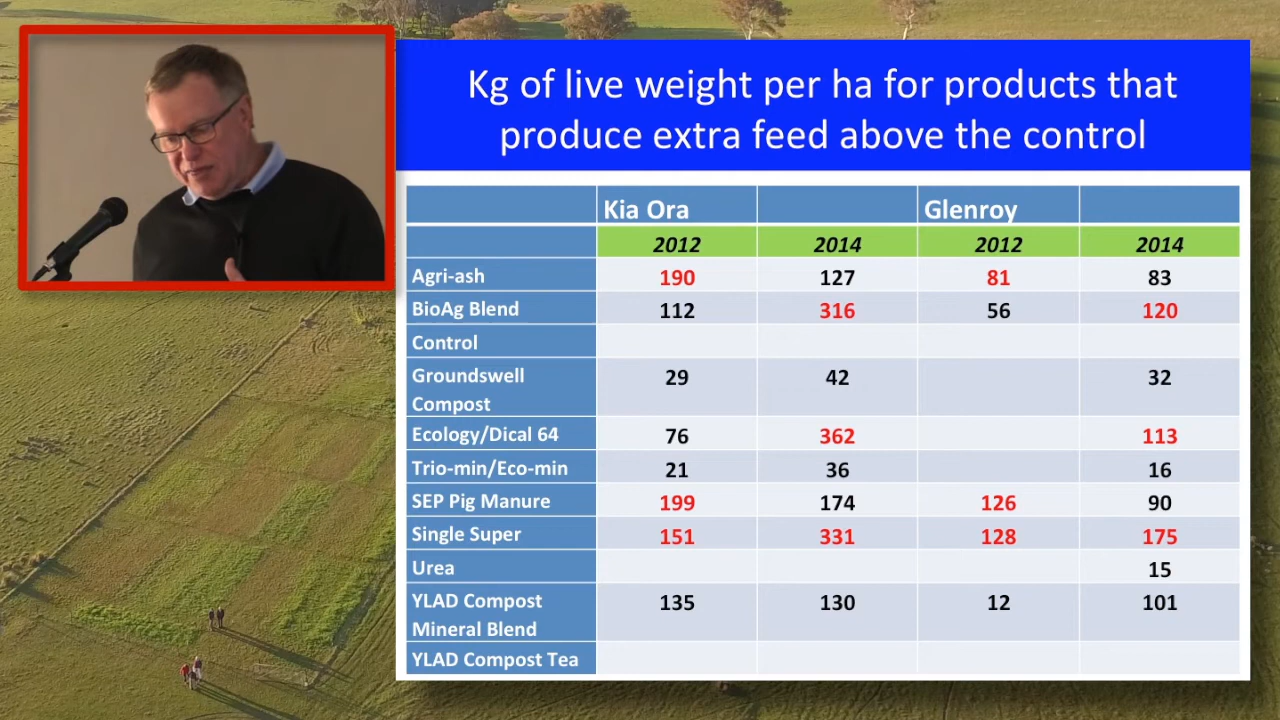 Kg of live weight per ha for products that
produce extra feed above the control
Kia Ora Glenroy
2012 2014 2012 2014
Agri-ash 190 127 81 83
BioAg Blend 112 316 56 120
Control
Groundswell 29 42 32
Compost
Ecology/Dical 64 76 362 113
Trio-min/Eco-min 21 36 16
SEP Pig Manure 199 174 126 90
Single Super 151 331 128 175
Urea 15
YLAD Compost 135 130 12 101
Mineral Blend
YLAD Compost Tea